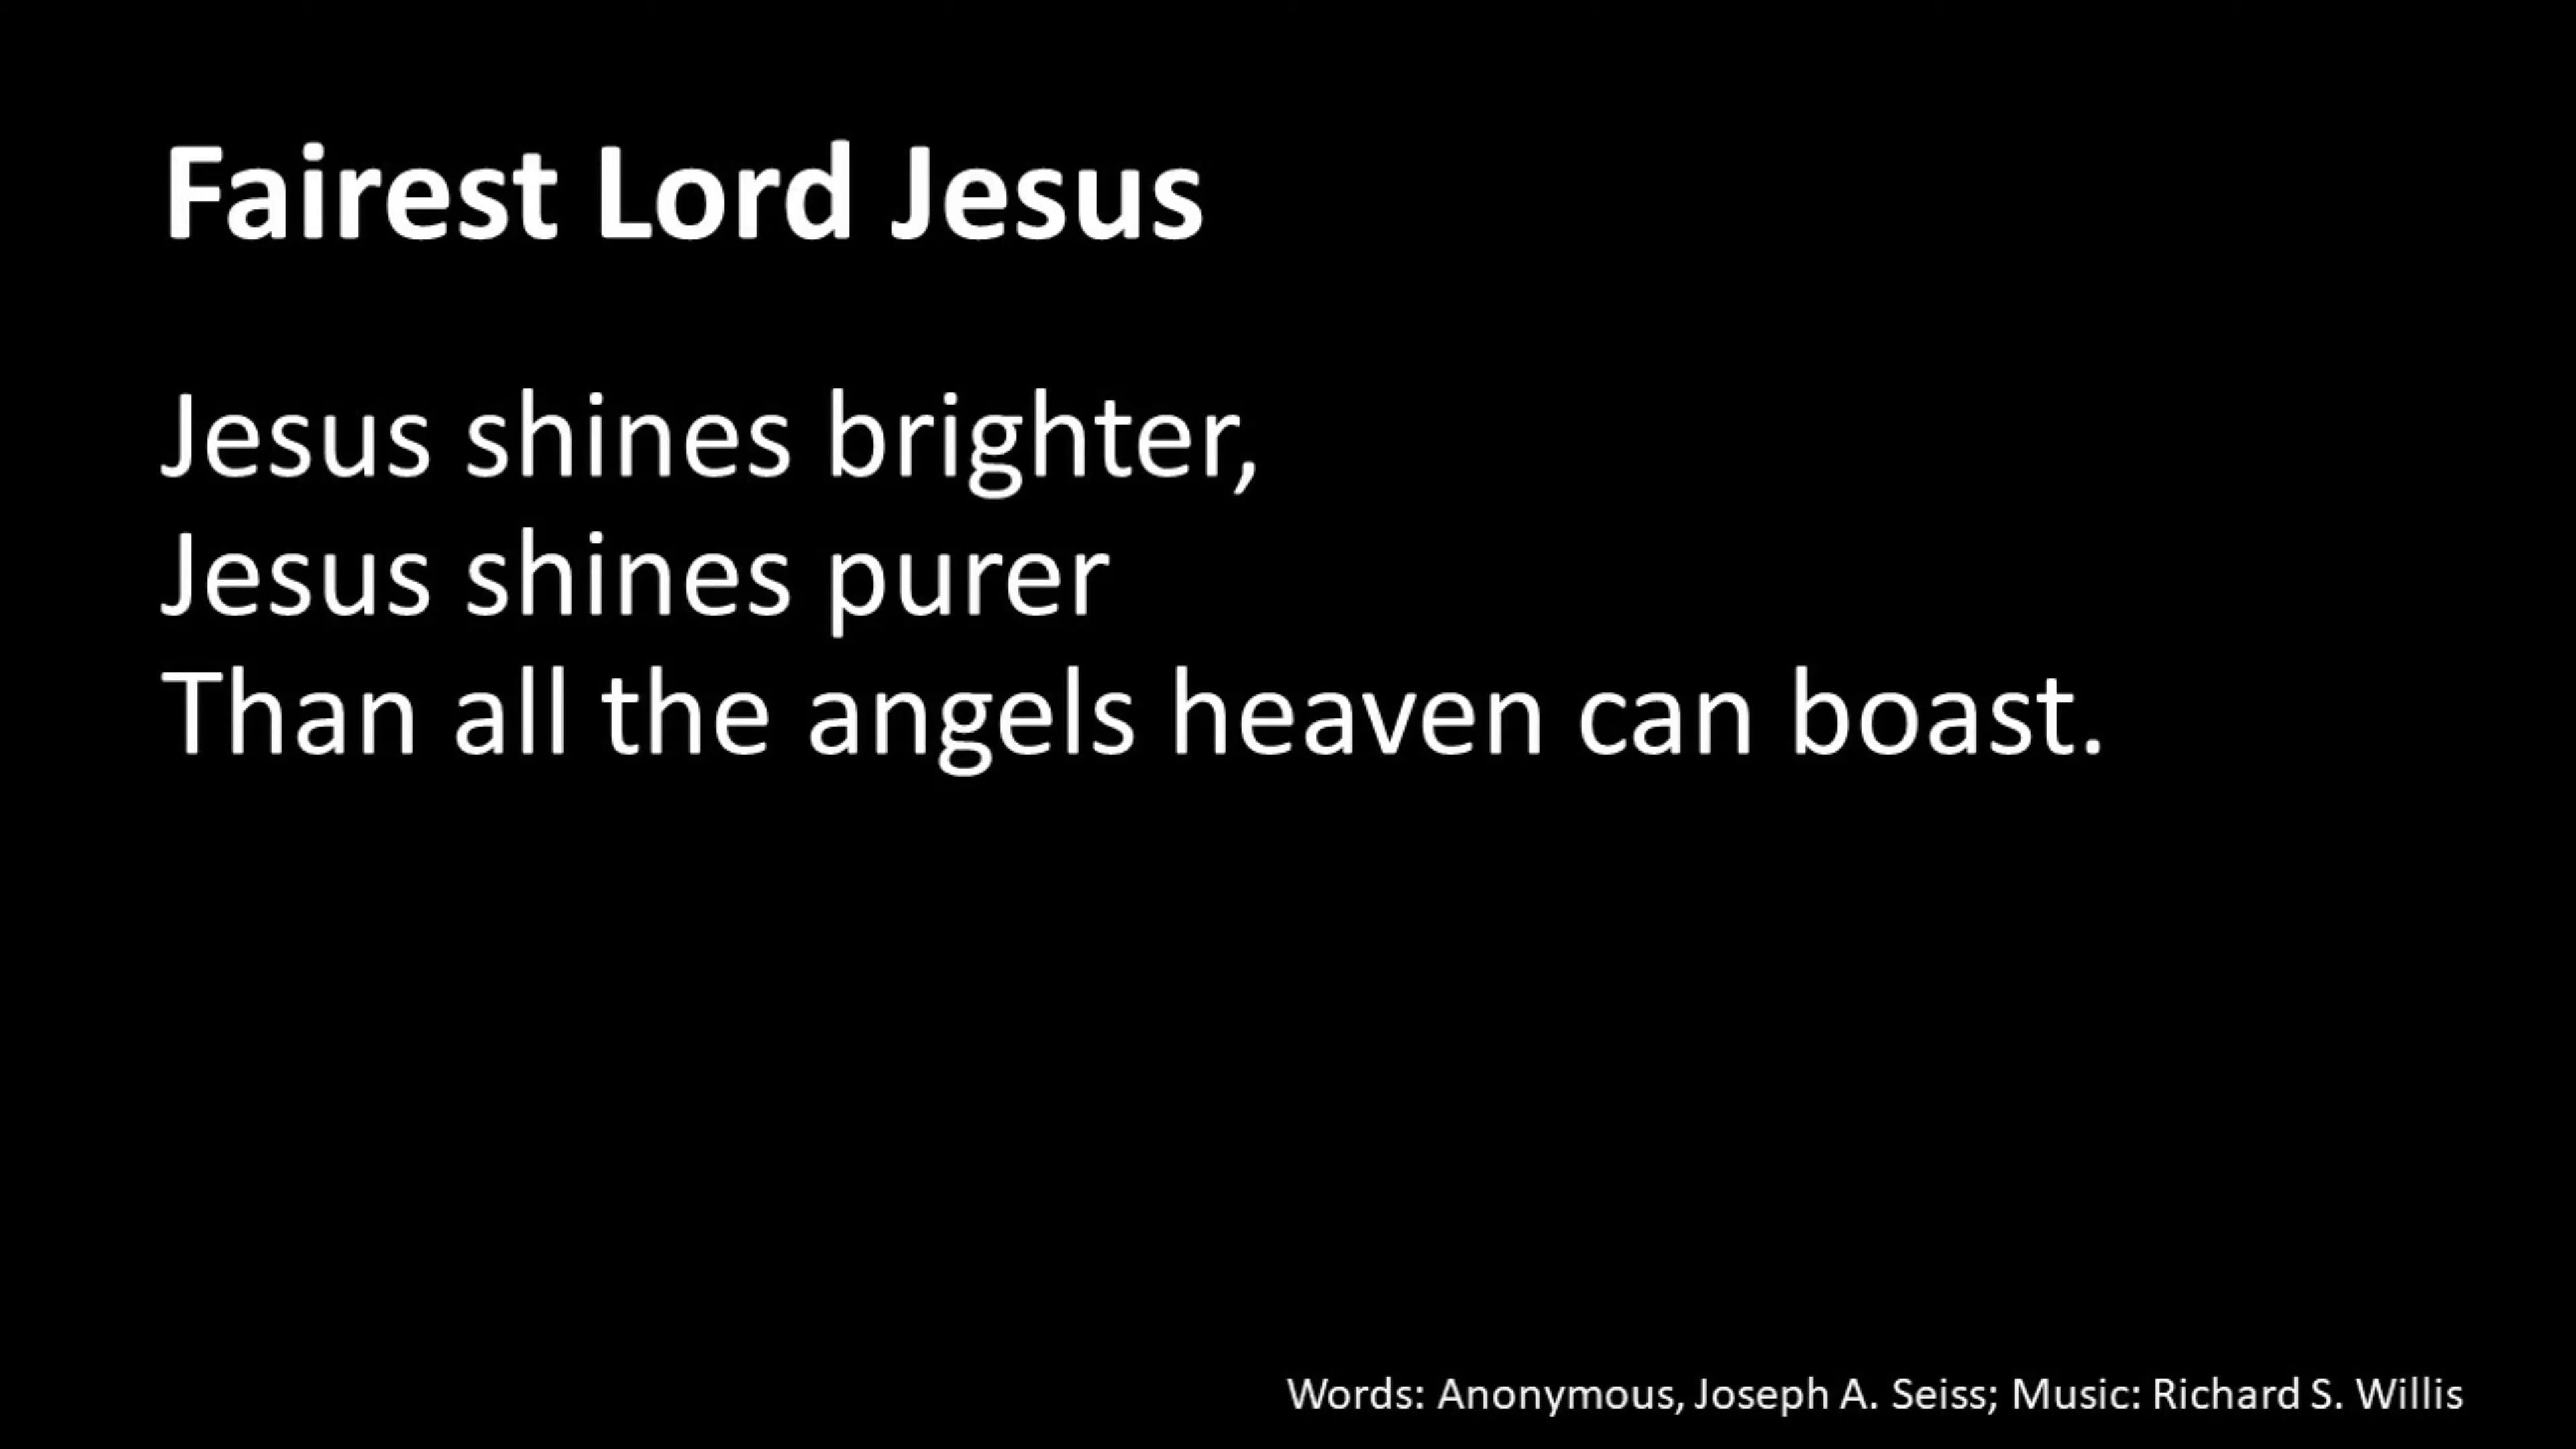 Fairest Lord Jesus
Jesus shines brighter,
Jesus shines purer
Than all the angels heaven can boast.
Words: Anonymous, Joseph A. Seiss; Music: Richard S. Willis